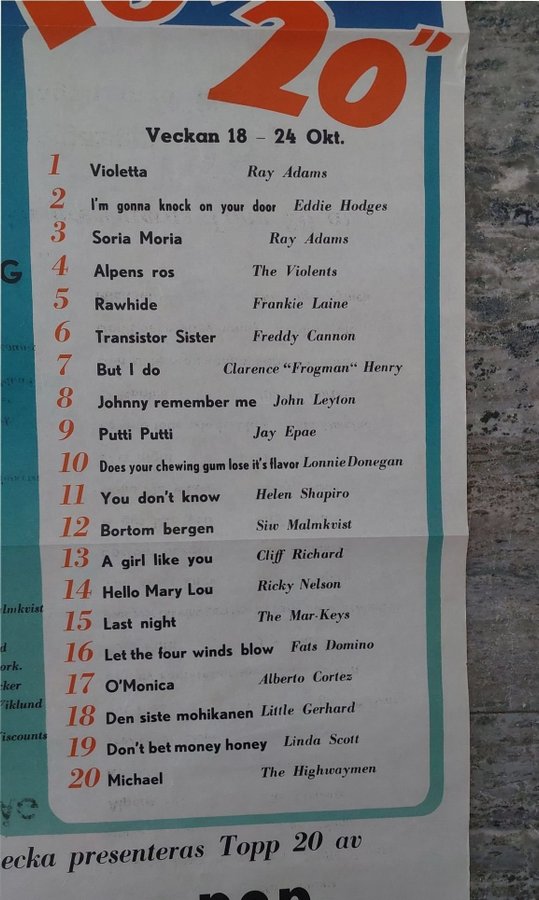 20"
Veckan 18 - 24 Okt.
1 Violetta Ray Adams
2 I'm gonna knock on your door Eddie Hodges
3 Soria Moria Ray Adams
4 Alpens ros The Violents
5 Rawhide Frankie Laine
6 Transistor Sister Freddy Cannon
7 But I do Clarence "Frogman" Henry
8 Johnny remember me John Leyton
9 Putti Putti Jay Epae
10 Does your chewing gum lose it's flavor Lonnie Donegan
11 You don't know Helen Shapiro
12 Bortom bergen Siw Malmkvist
13 A girl like you Cliff Richard
14 Hello Mary Lou Ricky Nelson
15 Last night The Mar-Keys
16 Let the four winds blow Fats Domino
17 O'Monica Alberto Cortez
18 Den siste mohikanen Little Gerhard
19 Don't bet money honey Linda Scott
20 Michael The Highwaymen
G
lmkvist
d
ork.
cker
Viklund
iscounts
ecka presenteras Topp 20 av